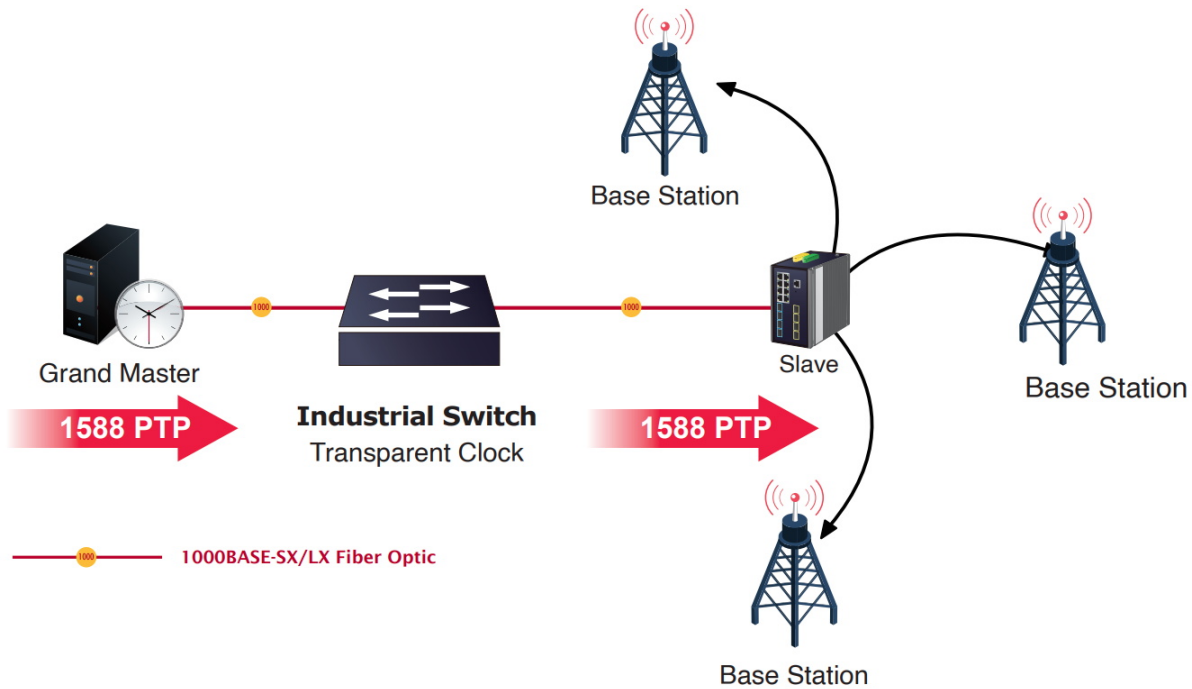 Base Station
1000
1000
Grand Master
Slave
Base Station
1588 PTP
Industrial Switch
Transparent Clock
1588 PTP
1000
1000BASE-SX/LX Fiber Optic
Base Station